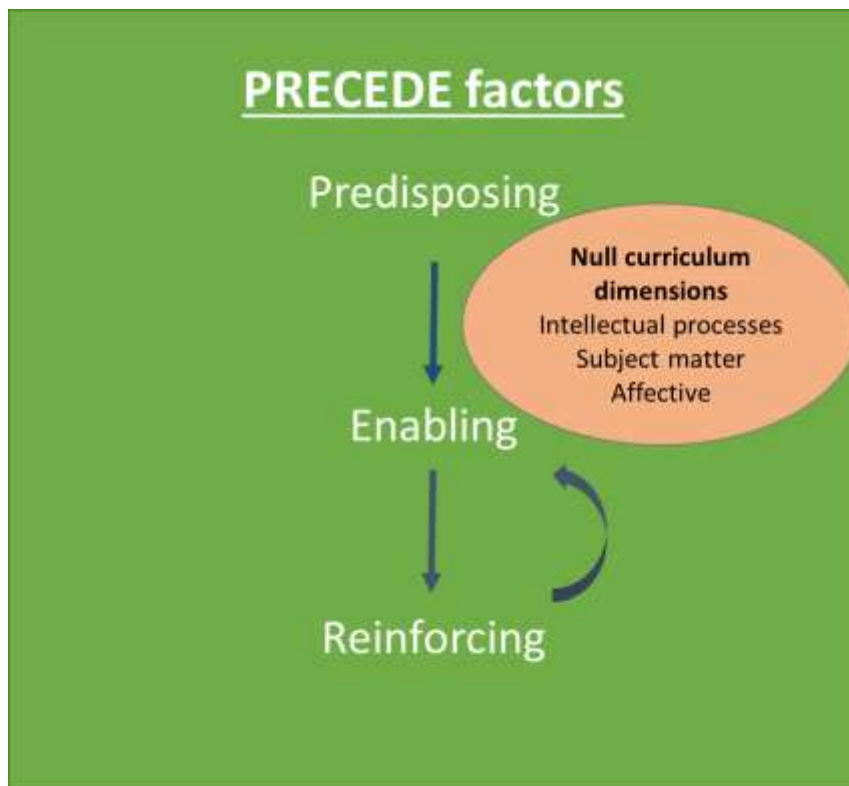 PRECEDE factors
Predisposing
Null curriculum
dimensions
Intellectual processes
Subject matter
Affective
Enabling
Reinforcing